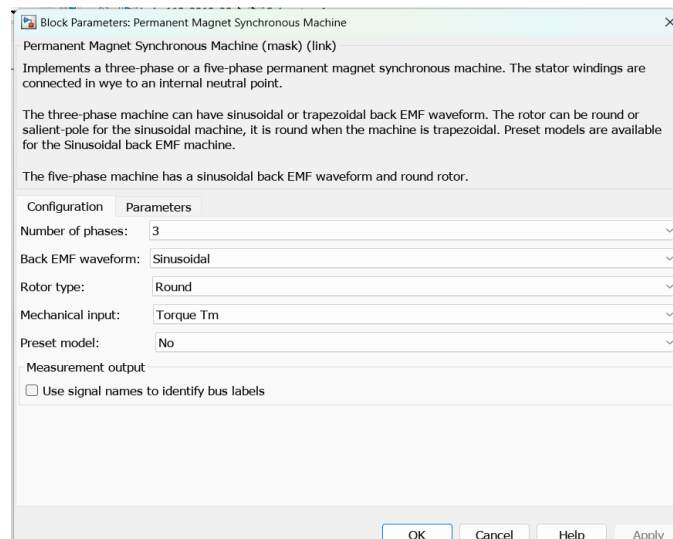 Block Parameters: Permanent Magnet Synchronous Machine
Permanent Magnet Synchronous Machine (mask) (link)
Implements a three-phase or a five-phase permanent magnet synchronous machine. The stator windings are
connected in wye to an internal neutral point.
The three-phase machine can have sinusoidal or trapezoidal back EMF waveform. The rotor can be round or
salient-pole for the sinusoidal machine, it is round when the machine is trapezoidal. Preset models are available
for the Sinusoidal back EMF machine.
The five-phase machine has a sinusoidal back EMF waveform and round rotor.
Configuration Parameters
Number of phases: 3
Back EMF waveform: Sinusoidal
Rotor type: Round
Mechanical input: Torque Tm
Preset model: No
Measurement output
Use signal names to identify bus labels
OK Cancel Help Apply